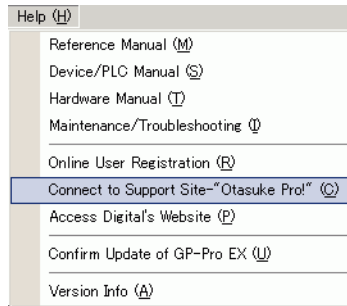 Help (H)
Reference Manual (M)
Device/PLC Manual (S)
Hardware Manual (T)
Maintenance/Troubleshooting (I)
Online User Registration (R)
Connect to Support Site-"Otasuke Pro!" (C)
Access Digital's Website (P)
Confirm Update of GP-Pro EX (U)
Version Info (A)